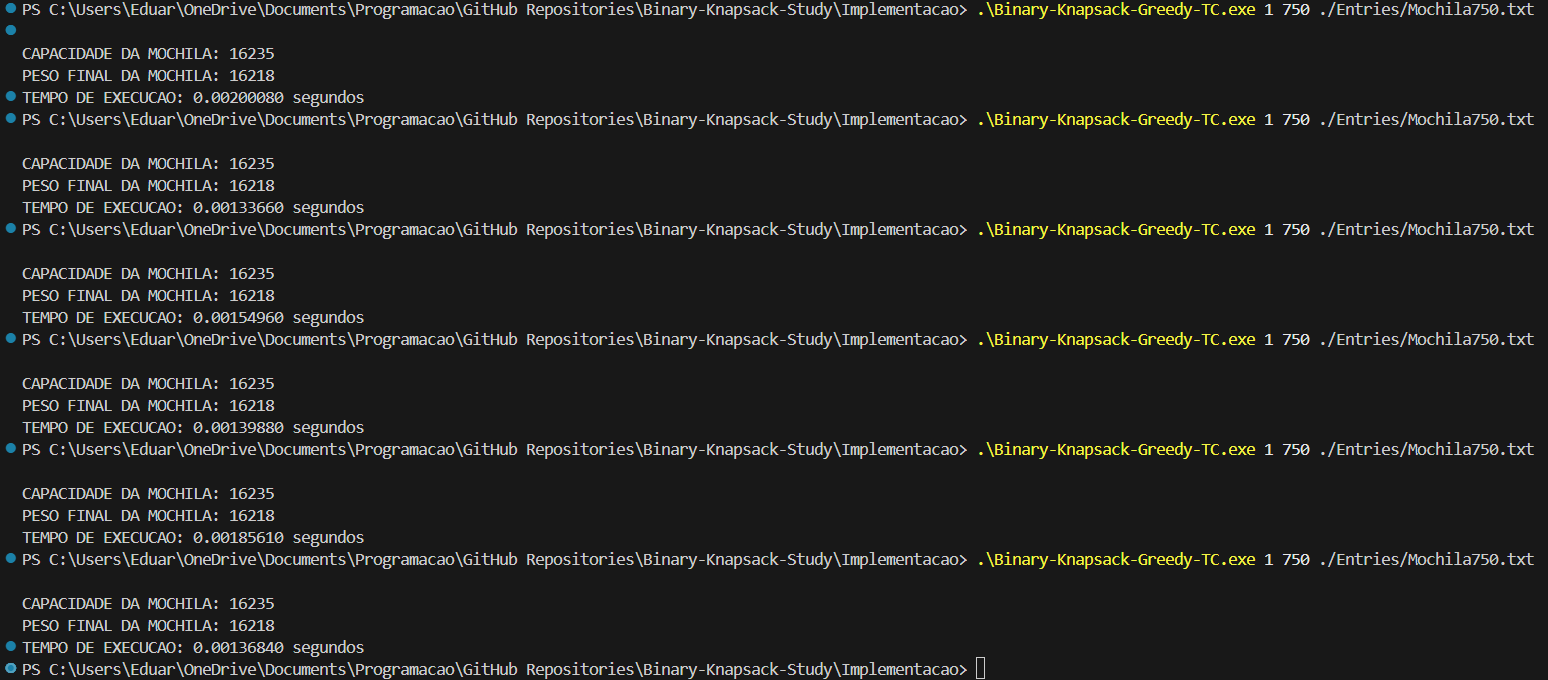 PS C:\Users\Eduar\OneDrive\Documents\Programacao\GitHub Repositories\Binary-Knapsack-Study\Implementacao> .\Binary-Knapsack-Greedy-TC.exe 1 750 ./Entries/Mochila750.txt
CAPACIDADE DA MOCHILA: 16235
PESO FINAL DA MOCHILA: 16218
TEMPO DE EXECUCAO: 0.00200080 segundos
PS C:\Users\Eduar\OneDrive\Documents\Programacao\GitHub Repositories\Binary-Knapsack-Study\Implementacao> .\Binary-Knapsack-Greedy-TC.exe 1 750 ./Entries/Mochila750.txt
CAPACIDADE DA MOCHILA: 16235
PESO FINAL DA MOCHILA: 16218
TEMPO DE EXECUCAO: 0.00133660 segundos
PS C:\Users\Eduar\OneDrive\Documents\Programacao\GitHub Repositories\Binary-Knapsack-Study\Implementacao> .\Binary-Knapsack-Greedy-TC.exe 1 750 ./Entries/Mochila750.txt
CAPACIDADE DA MOCHILA: 16235
PESO FINAL DA MOCHILA: 16218
TEMPO DE EXECUCAO: 0.00154960 segundos
PS C:\Users\Eduar\OneDrive\Documents\Programacao\GitHub Repositories\Binary-Knapsack-Study\Implementacao> .\Binary-Knapsack-Greedy-TC.exe 1 750 ./Entries/Mochila750.txt
CAPACIDADE DA MOCHILA: 16235
PESO FINAL DA MOCHILA: 16218
TEMPO DE EXECUCAO: 0.00139880 segundos
PS C:\Users\Eduar\OneDrive\Documents\Programacao\GitHub Repositories\Binary-Knapsack-Study\Implementacao> .\Binary-Knapsack-Greedy-TC.exe 1 750 ./Entries/Mochila750.txt
CAPACIDADE DA MOCHILA: 16235
PESO FINAL DA MOCHILA: 16218
TEMPO DE EXECUCAO: 0.00185610 segundos
PS C:\Users\Eduar\OneDrive\Documents\Programacao\GitHub Repositories\Binary-Knapsack-Study\Implementacao> .\Binary-Knapsack-Greedy-TC.exe 1 750 ./Entries/Mochila750.txt
CAPACIDADE DA MOCHILA: 16235
PESO FINAL DA MOCHILA: 16218
TEMPO DE EXECUCAO: 0.00136840 segundos
PS C:\Users\Eduar\OneDrive\Documents\Programacao\GitHub Repositories\Binary-Knapsack-Study\Implementacao>